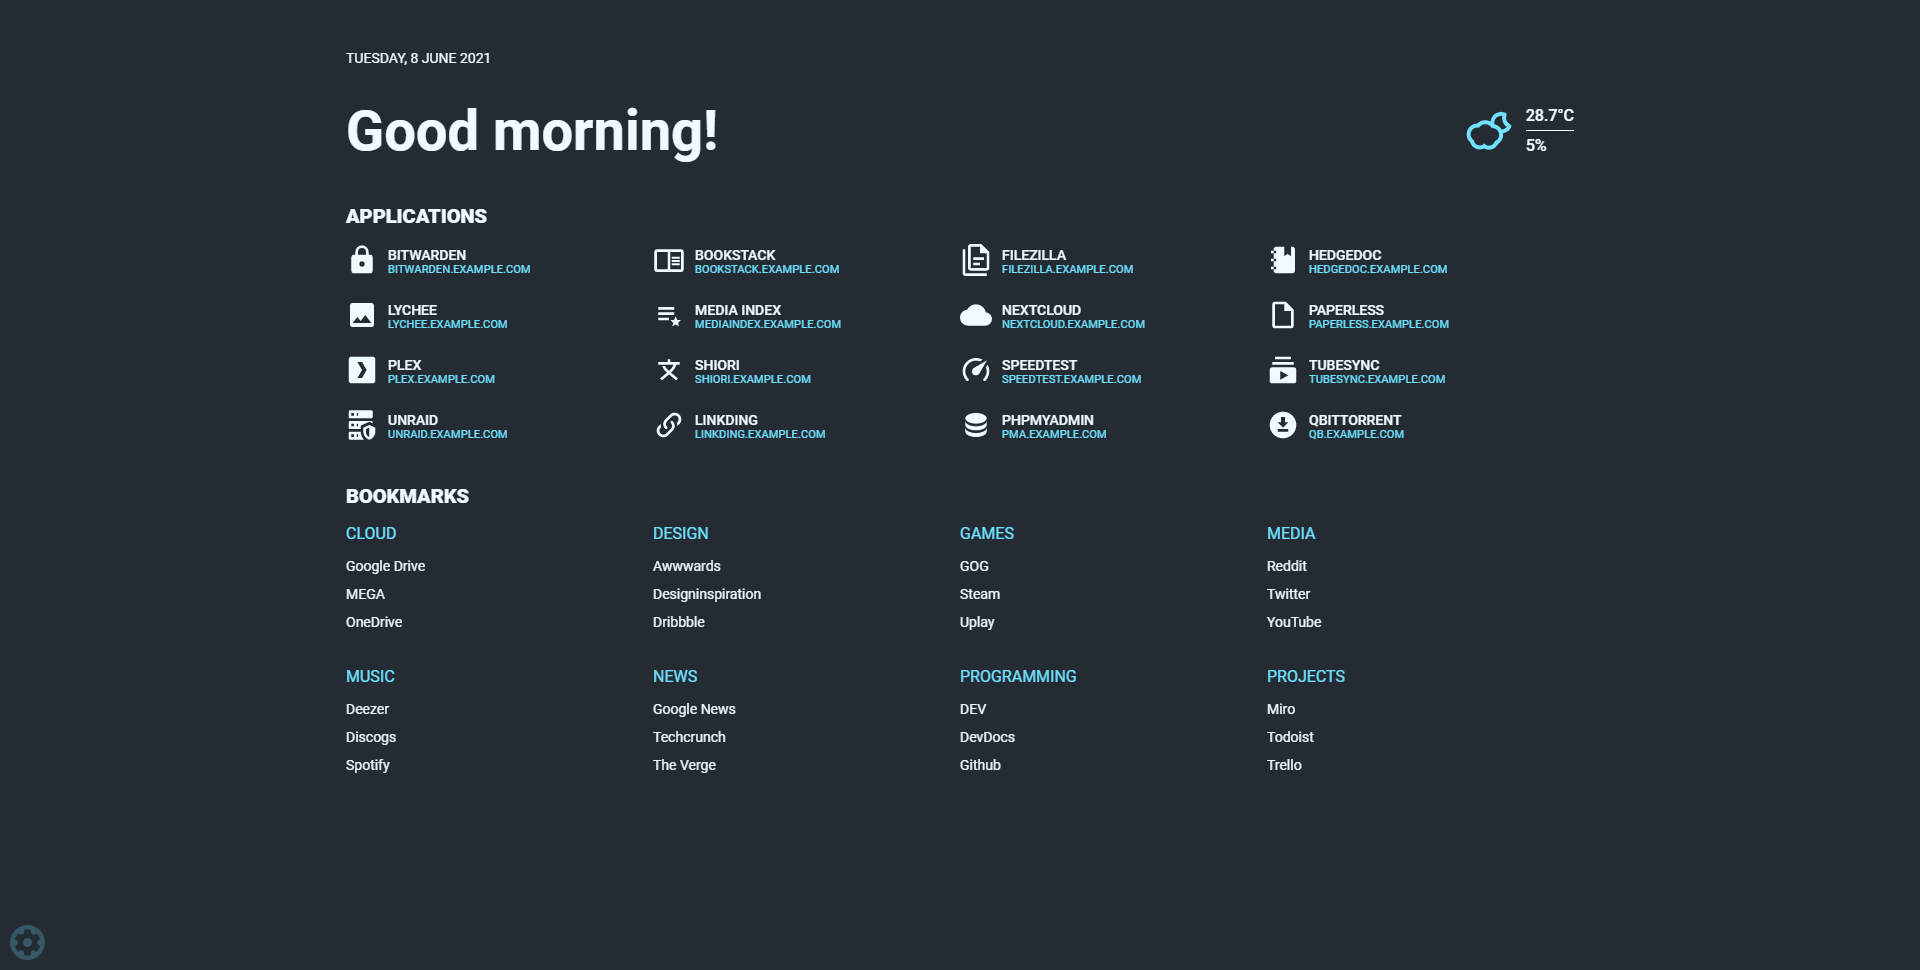 TUESDAY, 8 JUNE 2021
Good morning!
28.7°C
5%
APPLICATIONS
BITWARDEN
BITWARDEN.EXAMPLE.COM
BOOKSTACK
BOOKSTACK.EXAMPLE.COM
FILEZILLA
FILEZILLA.EXAMPLE.COM
HEDGEDOC
HEDGEDOC.EXAMPLE.COM
LYCHEE
LYCHEE.EXAMPLE.COM
MEDIA INDEX
MEDIAINDEX.EXAMPLE.COM
NEXTCLOUD
NEXTCLOUD.EXAMPLE.COM
PAPERLESS
PAPERLESS.EXAMPLE.COM
PLEX
PLEX.EXAMPLE.COM
SHIORI
SHIORI.EXAMPLE.COM
SPEEDTEST
SPEEDTEST.EXAMPLE.COM
TUBESYNC
TUBESYNC.EXAMPLE.COM
UNRAID
UNRAID.EXAMPLE.COM
LINKDING
LINKDING.EXAMPLE.COM
PHPMYADMIN
PMA.EXAMPLE.COM
QBITTORRENT
QB.EXAMPLE.COM
BOOKMARKS
CLOUD
Google Drive
MEGA
OneDrive
DESIGN
Awwwards
Designinspiration
Dribbble
GAMES
GOG
Steam
Uplay
MEDIA
Reddit
Twitter
YouTube
MUSIC
Deezer
Discogs
Spotify
NEWS
Google News
Techcrunch
The Verge
PROGRAMMING
DEV
DevDocs
Github
PROJECTS
Miro
Todoist
Trello